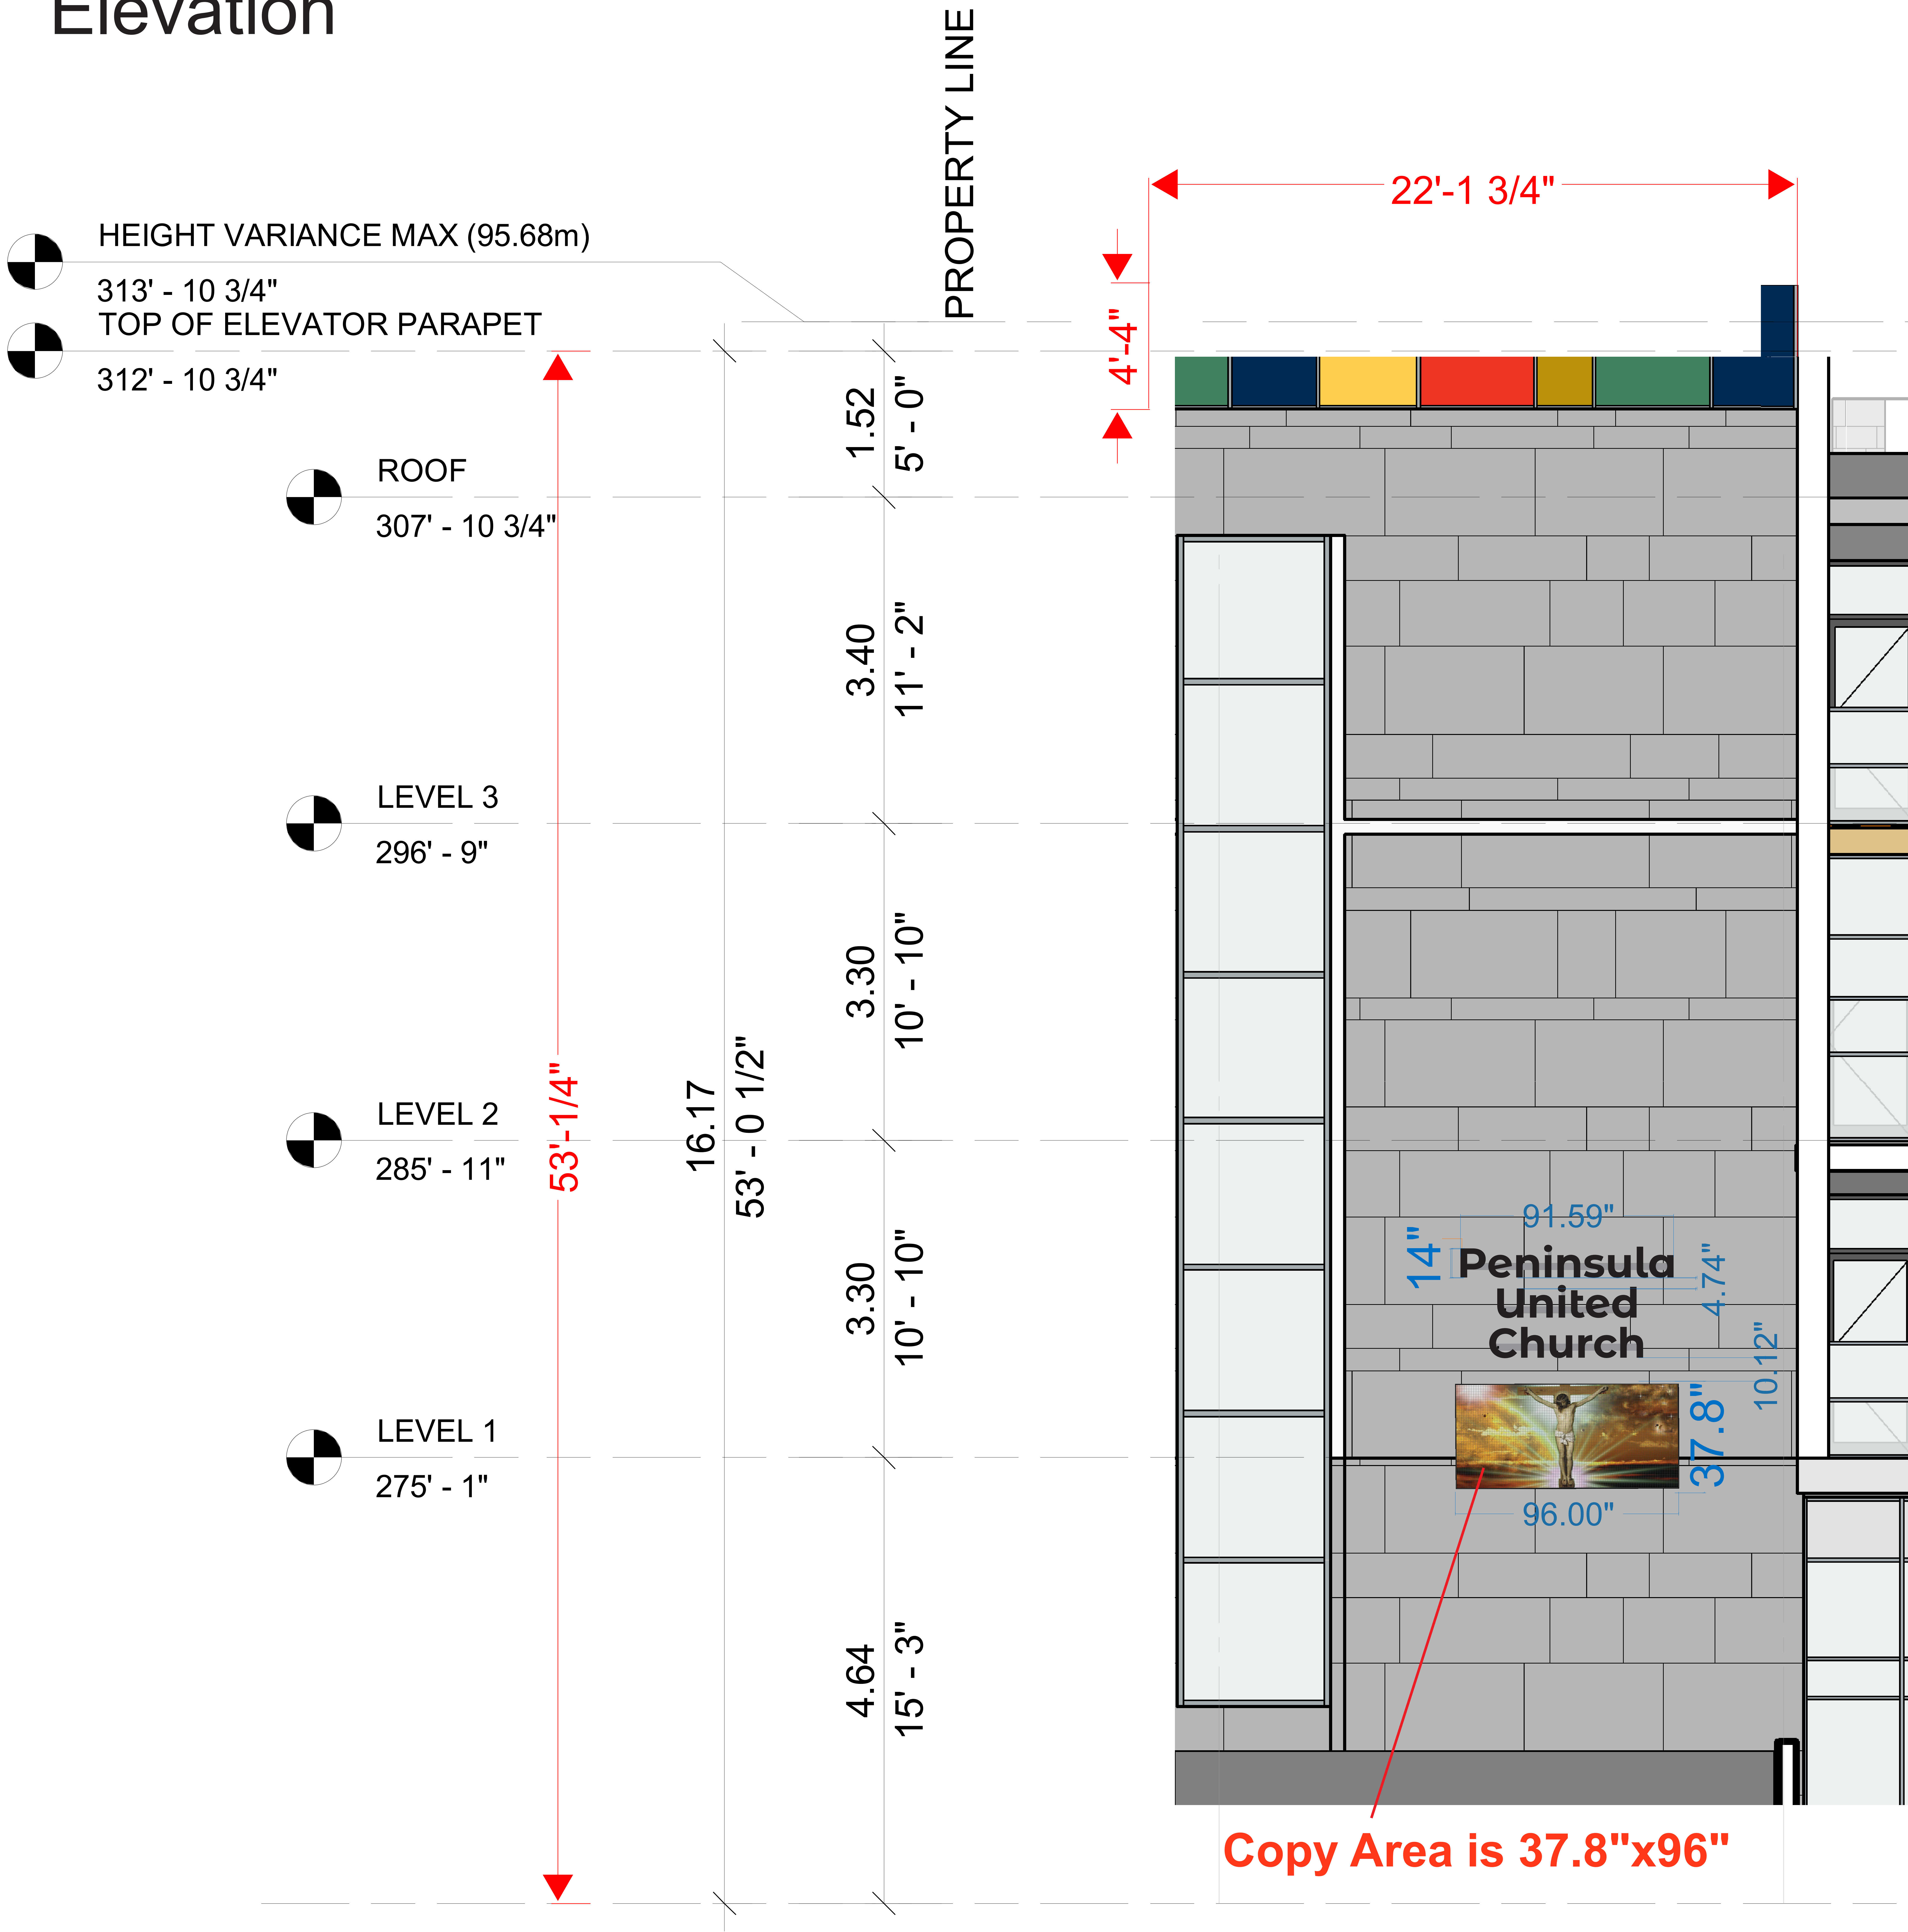 Elevation
PROPERTY LINE
22'-1 3/4"
HEIGHT VARIANCE MAX (95.68m)
313' - 10 3/4"
TOP OF ELEVATOR PARAPET
312' - 10 3/4"
4'-4"
1.52
5' - 0"
ROOF
307' - 10 3/4"
3.40
11' - 2"
LEVEL 3
296' - 9"
3.30
10' - 10"
53'-1/4"
16.17
53' - 0 1/2"
LEVEL 2
285' - 11"
91.59"
14"
Peninsula
United
Church
4.74"
10.12"
3.30
10' - 10"
37.8"
96.00"
LEVEL 1
275' - 1"
4.64
15' - 3"
Copy Area is 37.8"x96"